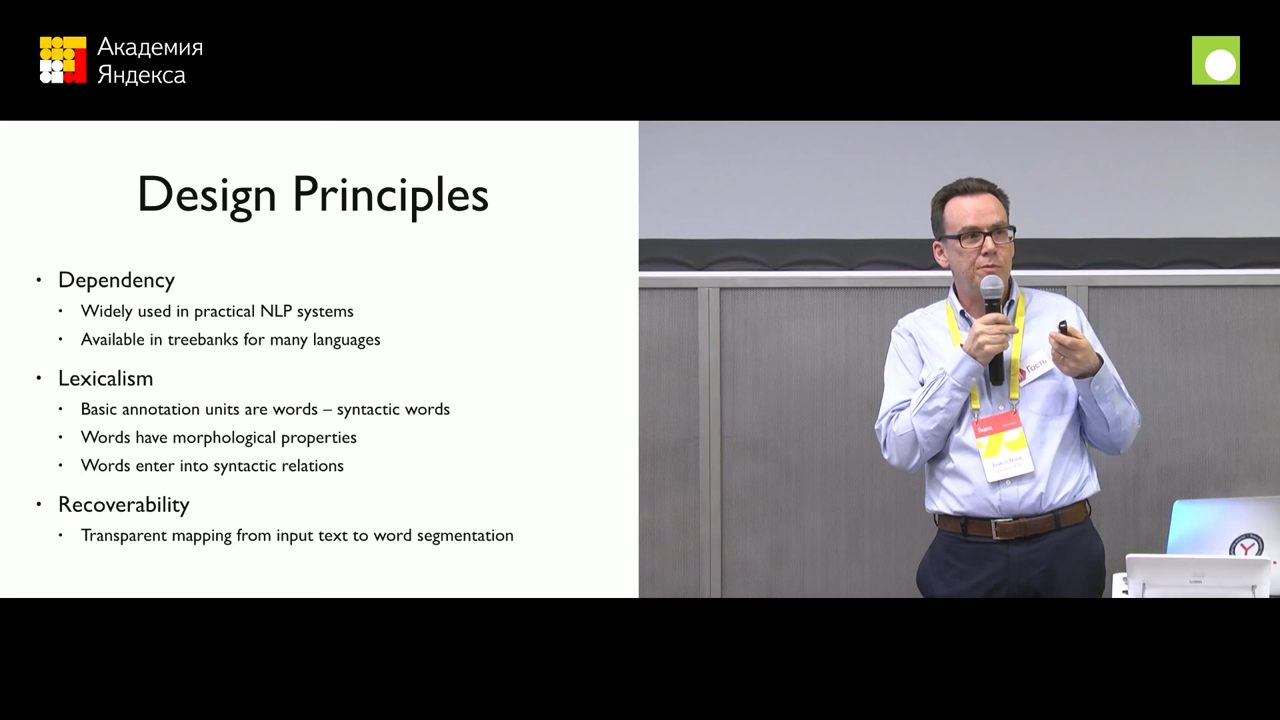 Академия
Яндекса
Design Principles
• Dependency
• Widely used in practical NLP systems
• Available in treebanks for many languages
• Lexicalism
• Basic annotation units are words – syntactic words
• Words have morphological properties
• Words enter into syntactic relations
• Recoverability
• Transparent mapping from input text to word segmentation
Гость